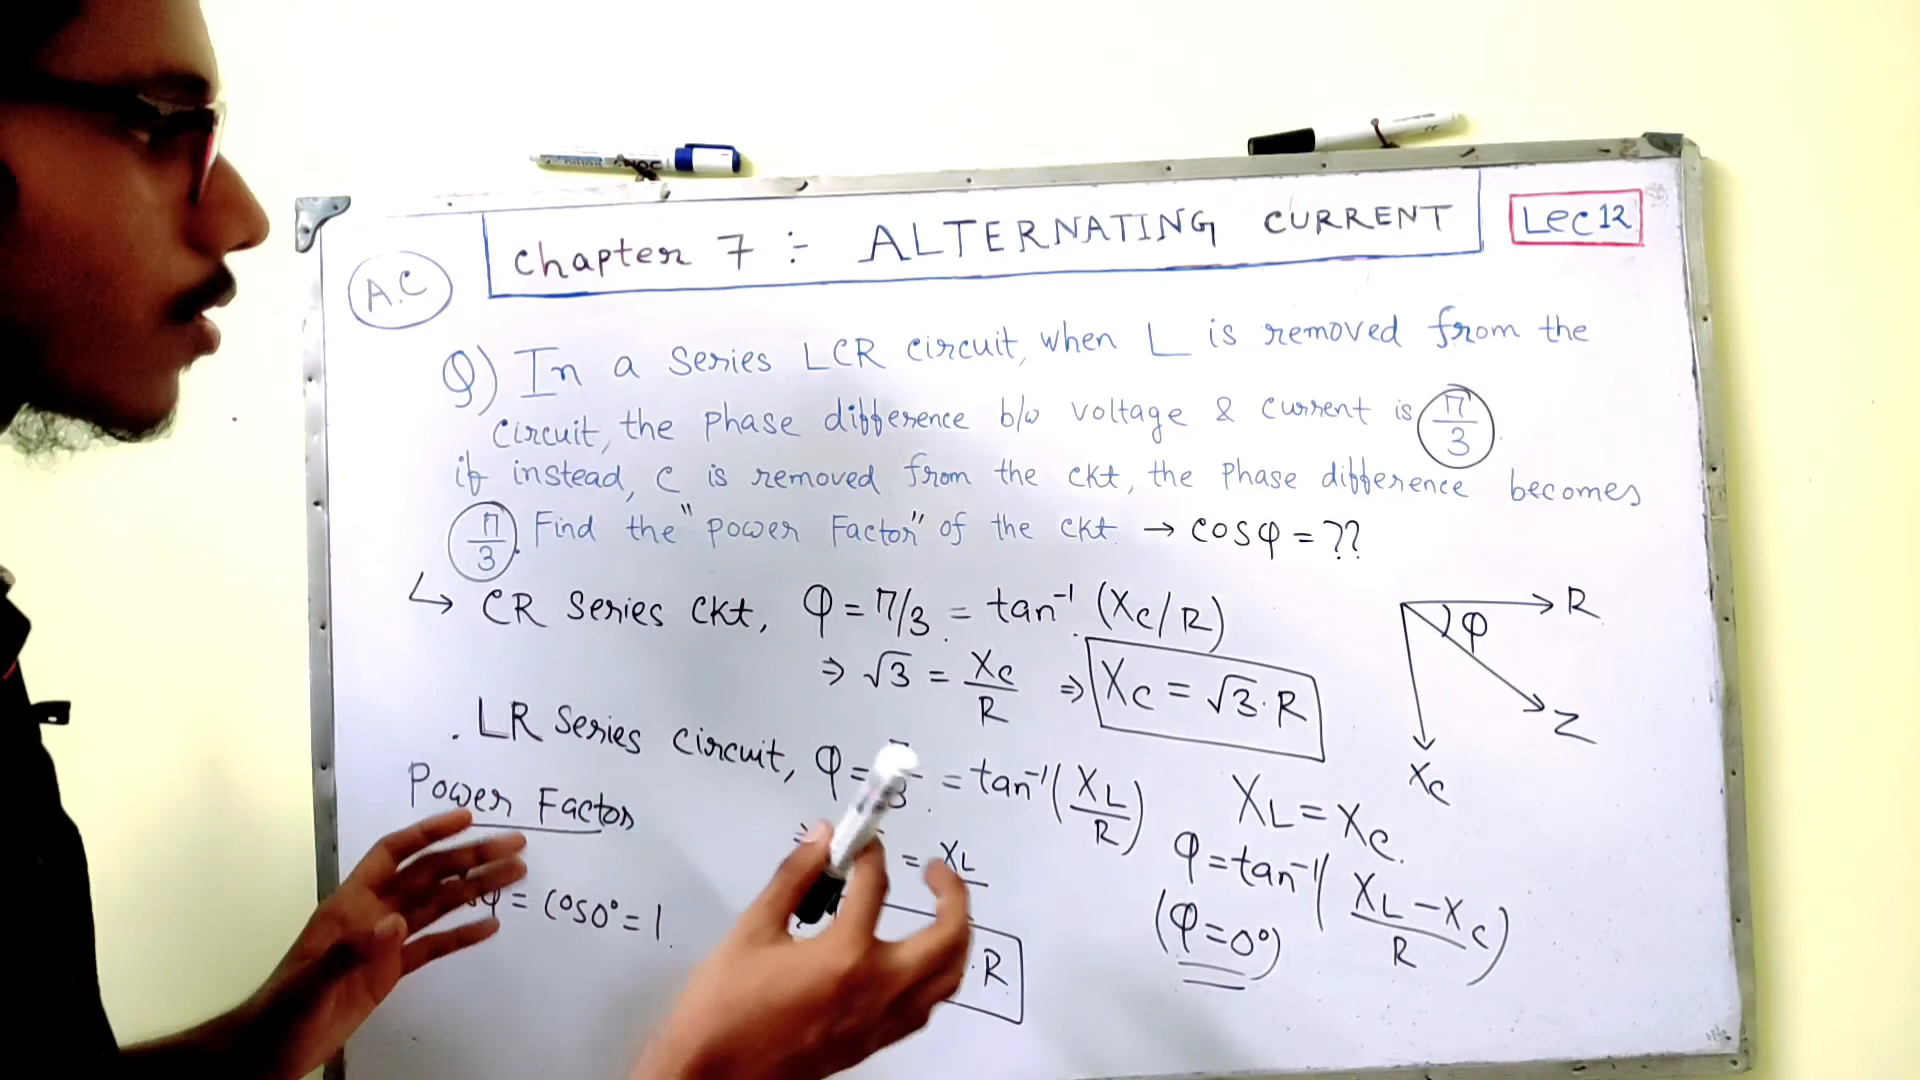 Chapter 7 :- ALTERNATING CURRENT
Lec 12
A.C
Q) In a series LCR circuit, when L is removed from the
circuit, the phase difference b/w voltage & current is π/3.
if instead, C is removed from the ckt, the phase difference becomes
π/3. Find the "power Factor" of the ckt → cosφ = ??
↳ CR series ckt, φ = π/3 = tan⁻¹ (Xc/R)
⇒ √3 = Xc/R ⇒ Xc = √3·R
R
φ
Z
Xc
. LR series circuit, φ = 3 = tan⁻¹(XL/R)
= XL
·R
XL = Xc
φ = tan⁻¹(XL - Xc/R)
(φ = 0°)
Power Factor
φ = cos0° = 1